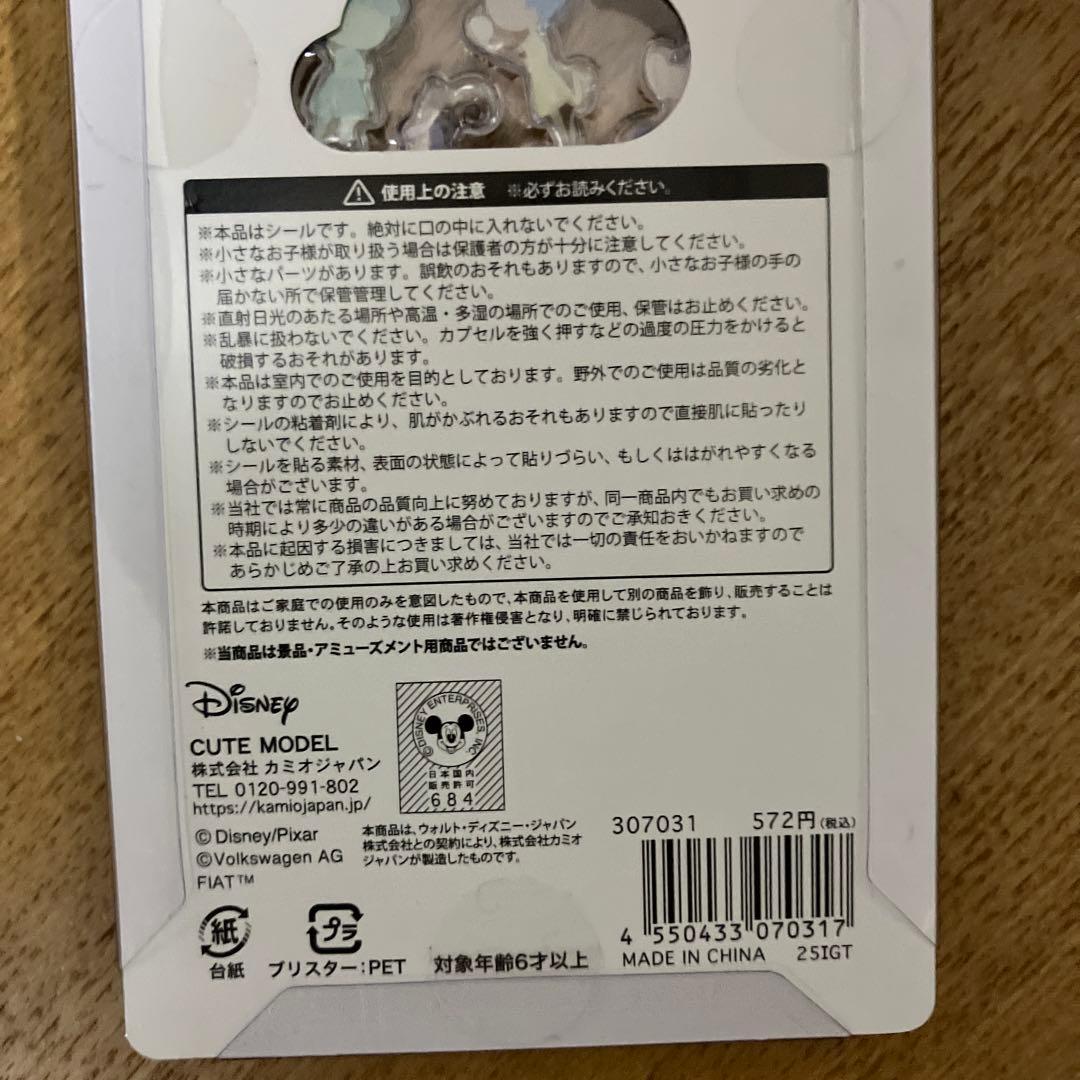 ⚠使用上の注意 ※必ずお読みください。
※本品はシールです。絶対に口の中に入れないでください。
※小さなお子様が取り扱う場合は保護者の方が十分に注意してください。
※小さなパーツがあります。誤飲のおそれもありますので、小さなお子様の手の
届かない所で保管管理してください。
※直射日光のあたる場所や高温・多湿の場所でのご使用、保管はお止めください。
※乱暴に扱わないでください。カプセルを強く押すなどの過度の圧力をかけると
破損するおそれがあります。
※本品は室内でのご使用を目的としております。野外でのご使用は品質の劣化と
なりますのでお止めください。
※シールの粘着剤により、肌がかぶれるおそれもありますので直接肌に貼ったり
しないでください。
※シールを貼る素材、表面の状態によって貼りづらい、もしくははがれやすくなる
場合がございます。
※当社では常に商品の品質向上に努めておりますが、同一商品内でもお買い求めの
時期により多少の違いがある場合がございますのでご承知おきください。
※本品に起因する損害につきましては、当社では一切の責任をおいかねますので
あらかじめご了承の上お買い求めください。
本商品はご家庭での使用のみを意図したもので、本商品を使用して別の商品を飾り、販売することは
許諾しておりません。そのような使用は著作権侵害となり、明確に禁じられております。
※当商品は景品・アミューズメント用商品ではございません。
Disney
CUTE MODEL
株式会社 カミオジャパン
TEL 0120-991-802
https://kamiojapan.jp/
©DISNEY ENTERPRISES, INC
日本国内
販売許可
684
©Disney/Pixar
©Volkswagen AG
FIAT™
本商品は、ウォルト・ディズニー・ジャパン
株式会社との契約により、株式会社カミオ
ジャパンが製造したものです。
307031 572円(税込)
4 550433 070317
MADE IN CHINA 25IGT
紙
台紙
プラ
ブリスター：PET
対象年齢6才以上